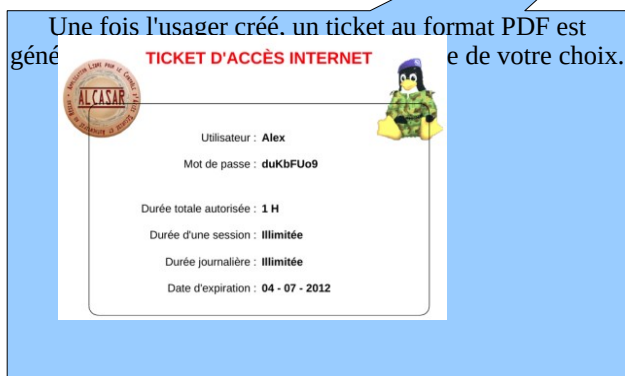 Une fois l'usager créé, un ticket au format PDF est
géné e de votre choix.
TICKET D'ACCÈS INTERNET
ALCASAR
Utilisateur : Alex
Mot de passe : duKbFUo9
Durée totale autorisée : 1 H
Durée d'une session : Illimitée
Durée journalière : Illimitée
Date d'expiration : 04 - 07 - 2012